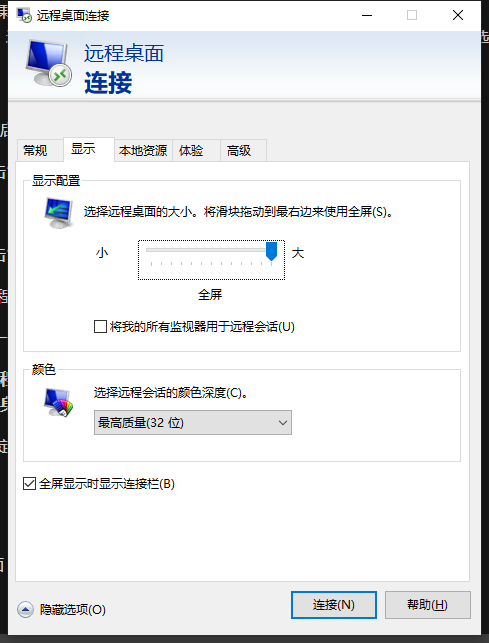 远程桌面连接
远程桌面
连接
常规 显示 本地资源 体验 高级
显示配置
选择远程桌面的大小。将滑块拖动到最右边来使用全屏(S)。
小 大
全屏
将我的所有监视器用于远程会话(U)
颜色
选择远程会话的颜色深度(C)。
最高质量(32 位)
全屏显示时显示连接栏(B)
隐藏选项(O) 连接(N) 帮助(H)